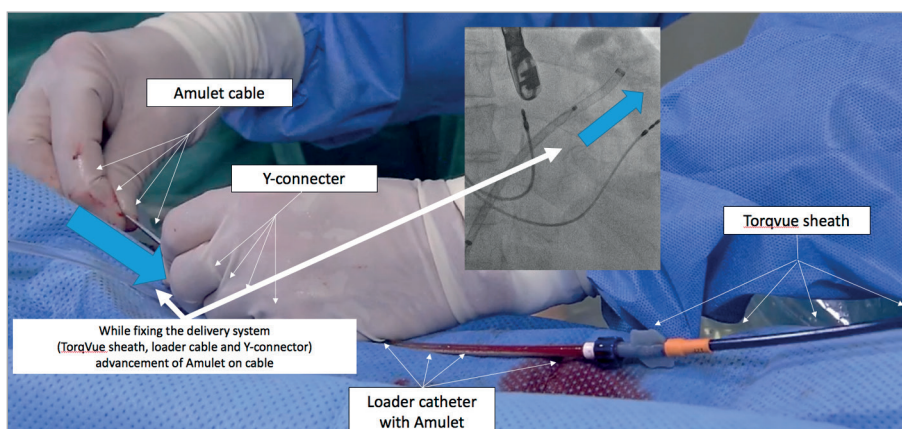 Amulet cable
Y-connecter
Torqvue sheath
While fixing the delivery system
(TorqVue sheath, loader cable and Y-connector)
advancement of Amulet on cable
Loader catheter
with Amulet